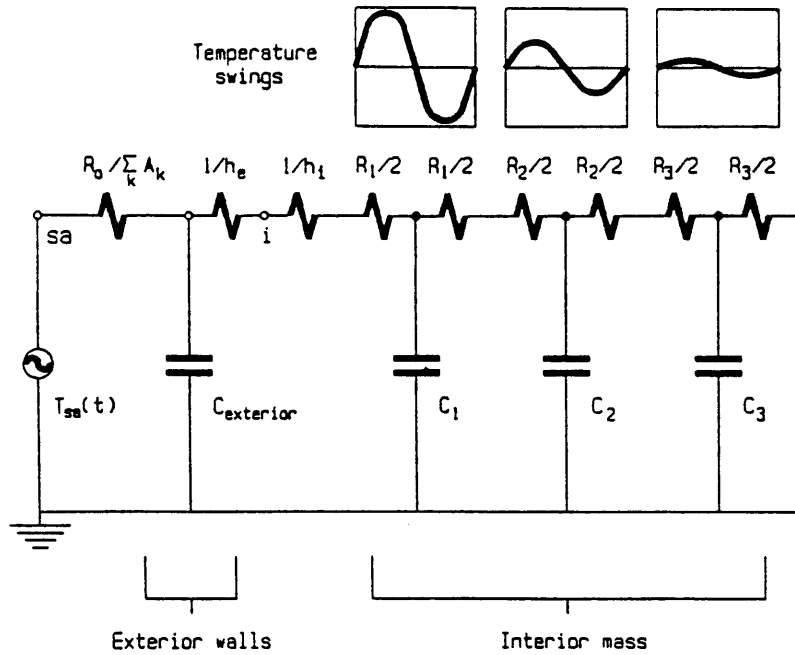 Temperature
swings
R₀/∑ₖ Aₖ 1/hₑ 1/hᵢ R₁/2 R₁/2 R₂/2 R₂/2 R₃/2 R₃/2
sa i
Tsa(t) Cexterior C₁ C₂ C₃
Exterior walls Interior mass